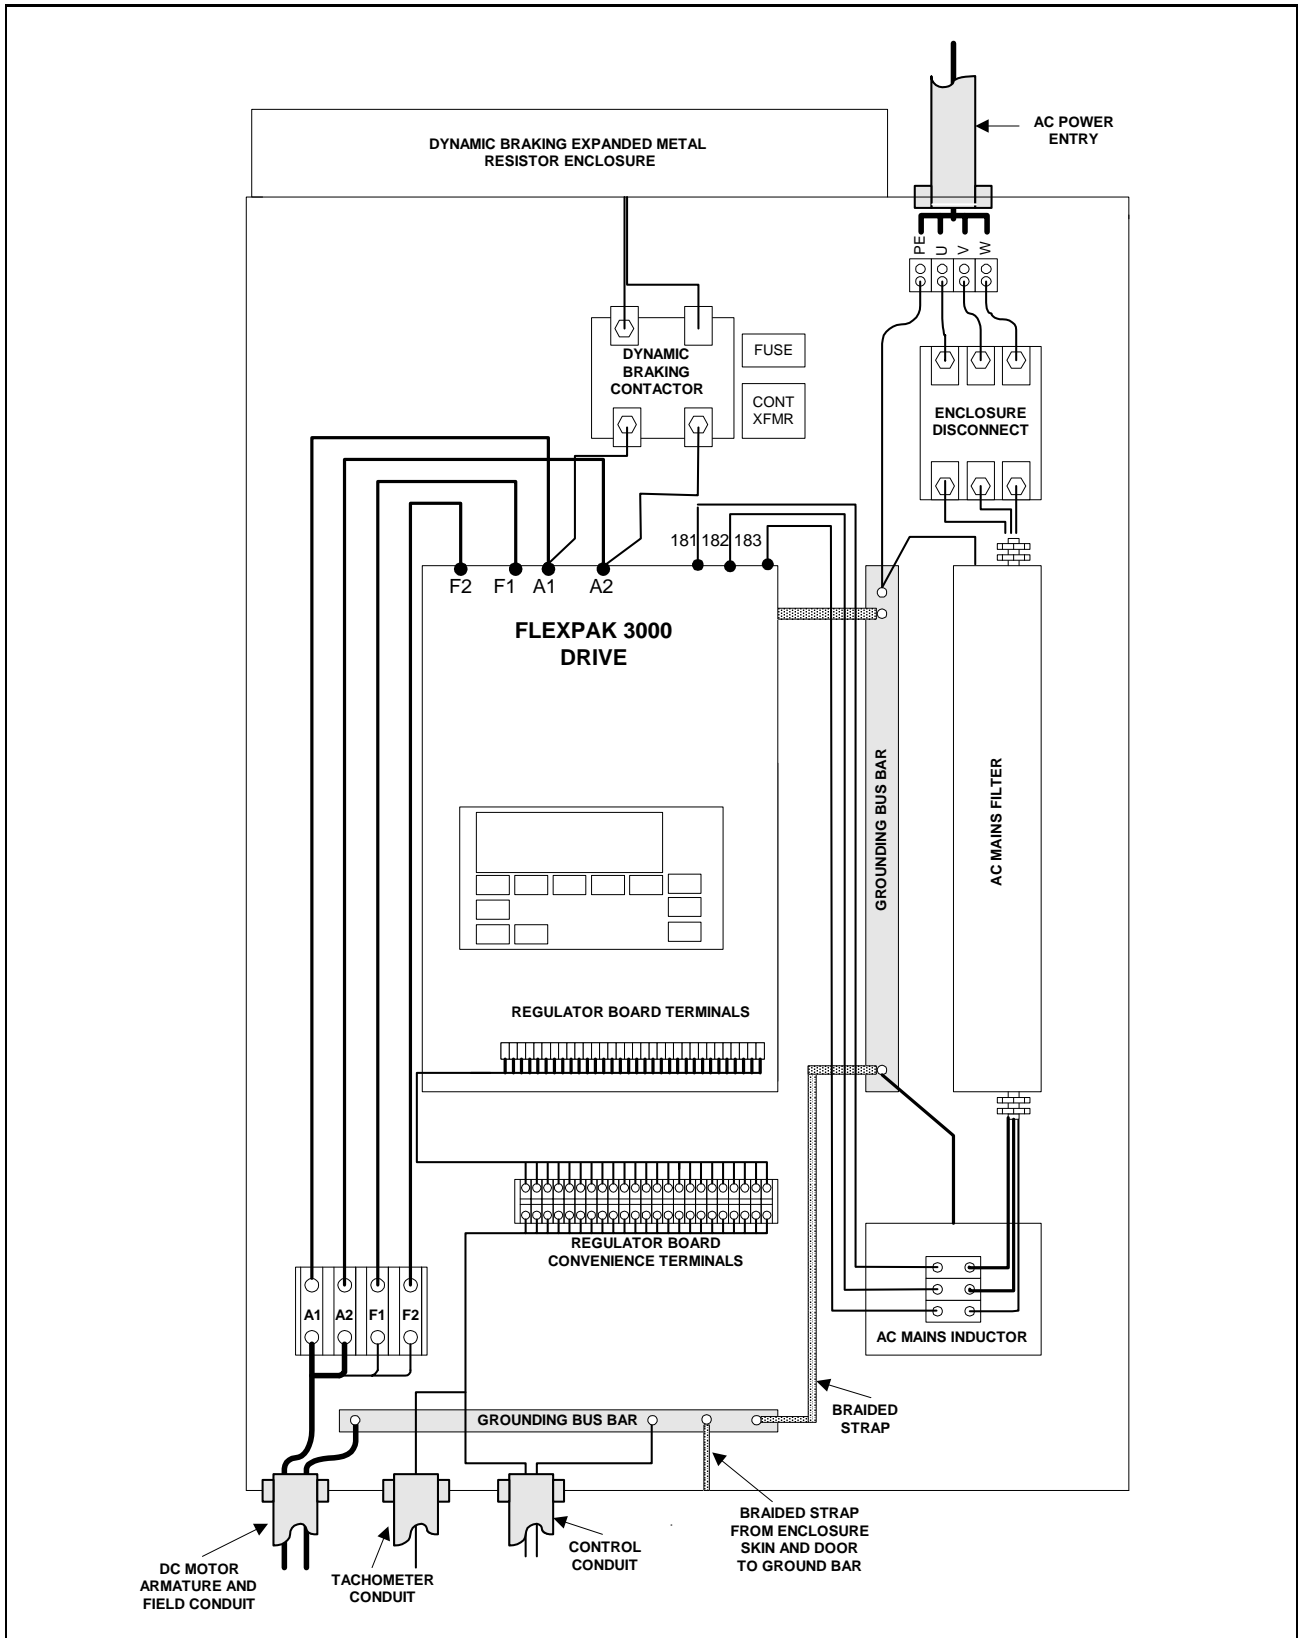 AC POWER
ENTRY
DYNAMIC BRAKING EXPANDED METAL
RESISTOR ENCLOSURE
PE
U
V
W
DYNAMIC
BRAKING
CONTACTOR
FUSE
CONT
XFMR
ENCLOSURE
DISCONNECT
181 182 183
F2 F1 A1 A2
FLEXPAK 3000
DRIVE
GROUNDING BUS BAR
AC MAINS FILTER
REGULATOR BOARD TERMINALS
REGULATOR BOARD
CONVENIENCE TERMINALS
A1 A2 F1 F2
AC MAINS INDUCTOR
BRAIDED
STRAP
GROUNDING BUS BAR
BRAIDED STRAP
FROM ENCLOSURE
SKIN AND DOOR
TO GROUND BAR
CONTROL
CONDUIT
TACHOMETER
CONDUIT
DC MOTOR
ARMATURE AND
FIELD CONDUIT